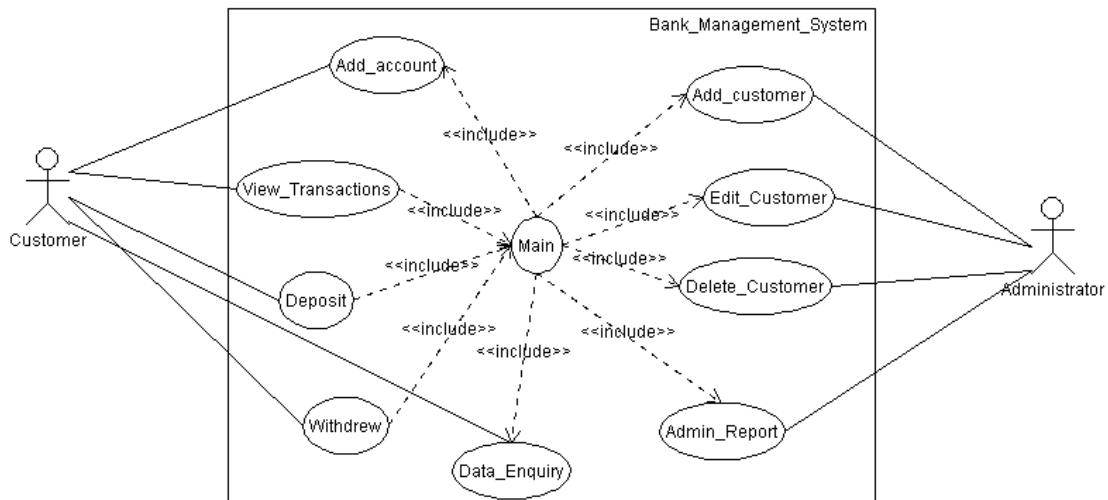 Bank_Management_System
Add_account
Add_customer
<<include>>
<<include>>
View_Transactions
Edit_Customer
<<include>>
<<include>>
Customer
Main
<<include>>
<<include>>
Deposit
Delete_Customer
Administrator
<<include>>
<<include>>
<<include>>
Withdrew
Admin_Report
Data_Enquiry